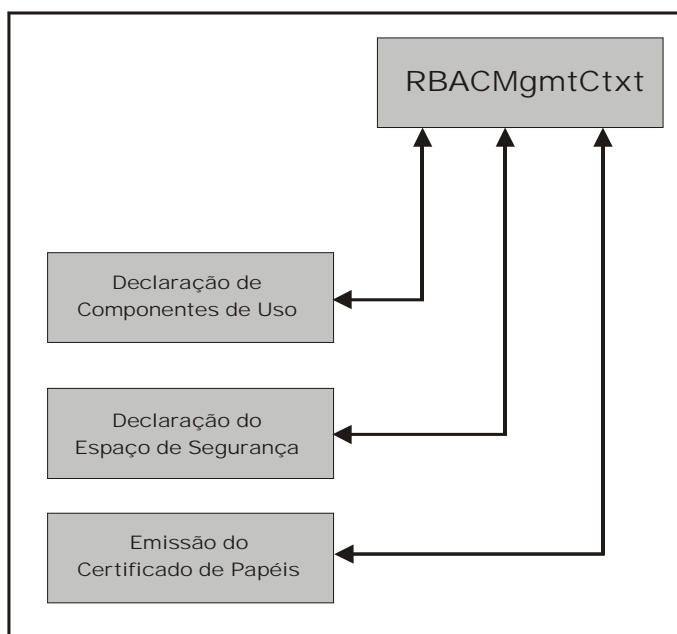 RBACMgmtCtxt
Declaração de
Componentes de Uso
Declaração do
Espaço de Segurança
Emissão do
Certificado de Papéis